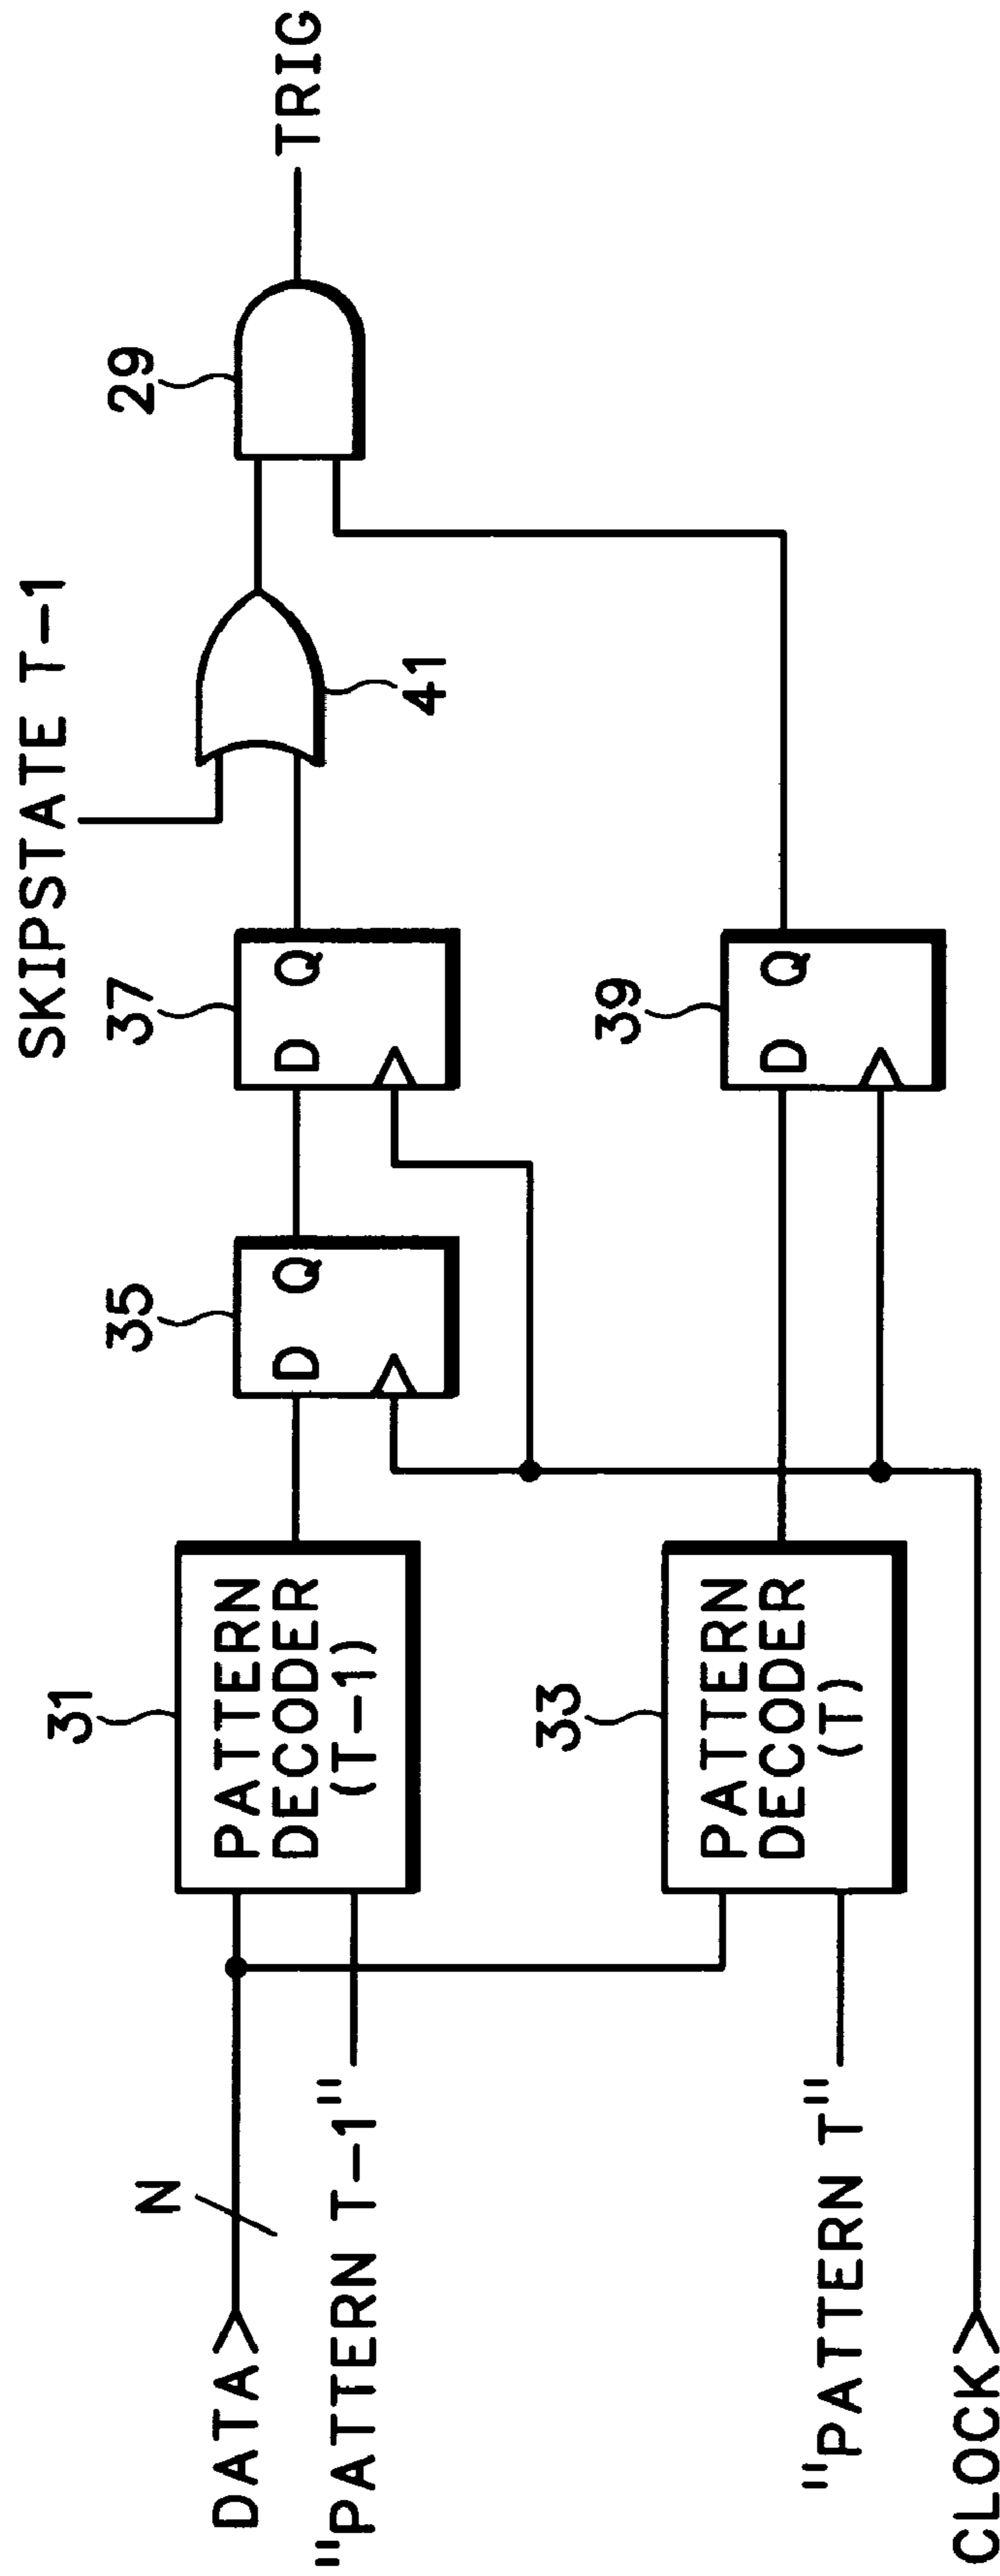 DATA
N
"PATTERN T-1"
"PATTERN T"
CLOCK
31
PATTERN
DECODER
(T-1)
33
PATTERN
DECODER
(T)
35
D Q
37
D Q
39
D Q
SKIPSTATE T-1
41
29
TRIG